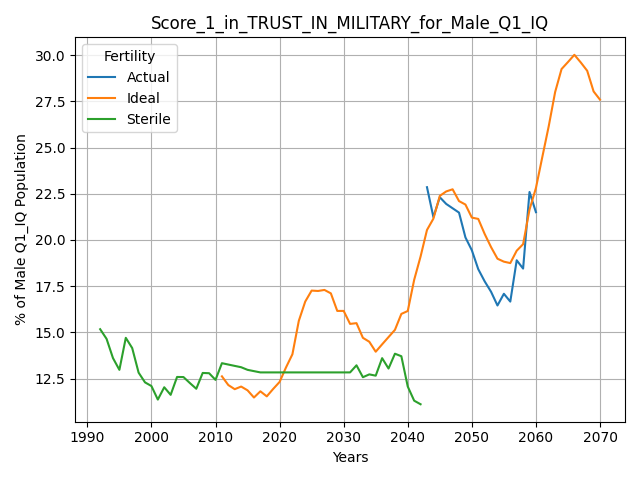 Score_1_in_TRUST_IN_MILITARY_for_Male_Q1_IQ
Fertility
Actual
Ideal
Sterile
% of Male Q1_IQ Population
30.0
27.5
25.0
22.5
20.0
17.5
15.0
12.5
1990 2000 2010 2020 2030 2040 2050 2060 2070
Years